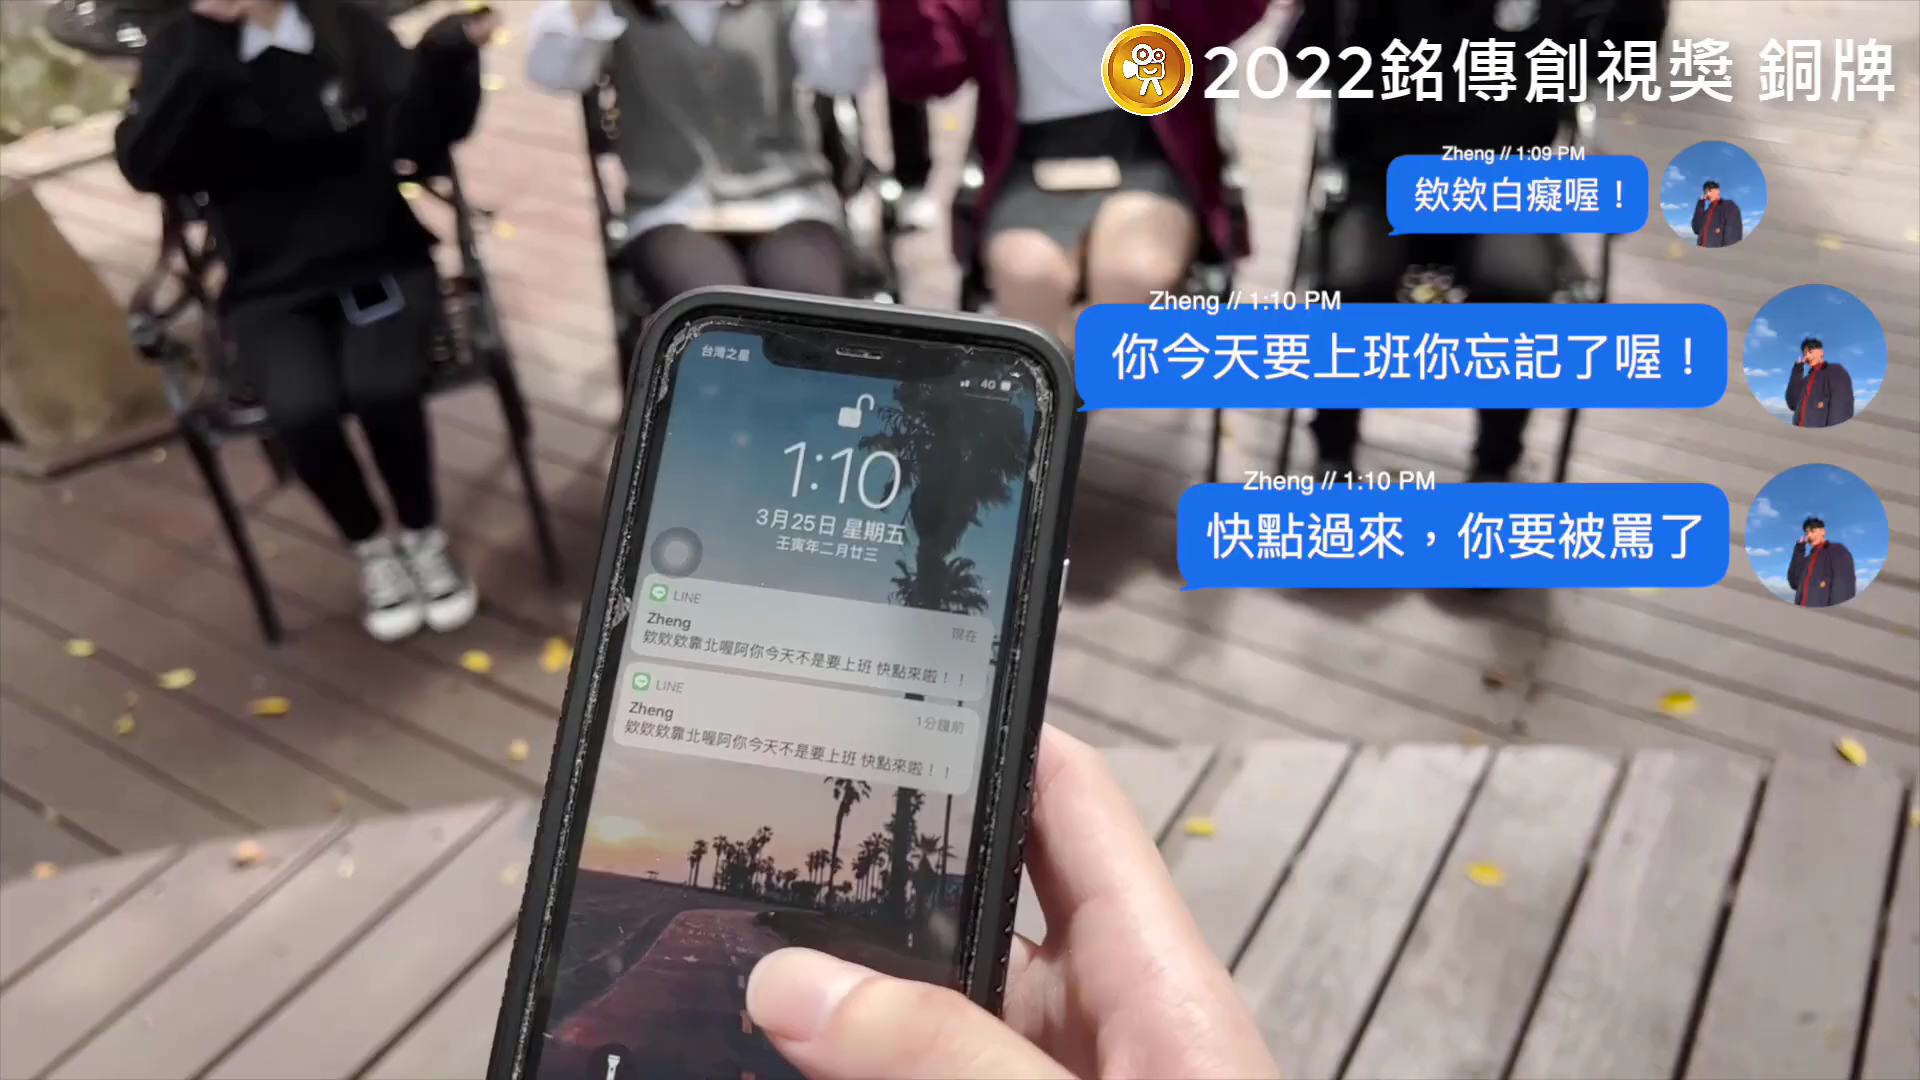 2022銘傳創視獎 銅牌
Zheng // 1:09 PM
欸欸白癡喔！
Zheng // 1:10 PM
你今天要上班你忘記了喔！
Zheng // 1:10 PM
快點過來，你要被罵了
台灣之星
4G
1:10
3月25日 星期五
壬寅年二月廿三
LINE
Zheng
現在
欸欸欸靠北喔阿你今天不是要上班 快點來啦！！
LINE
Zheng
1分鐘前
欸欸欸靠北喔阿你今天不是要上班 快點來啦！！